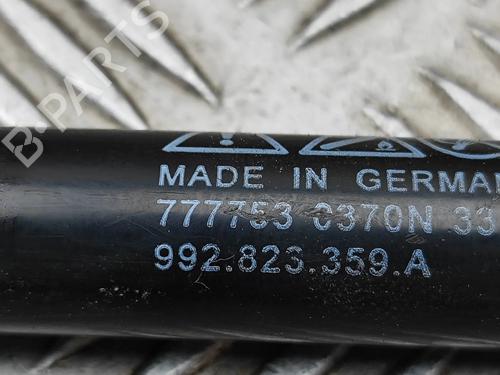 B-PARTS
MADE IN GERMAN
777753 0370N 33
992.823.359.A